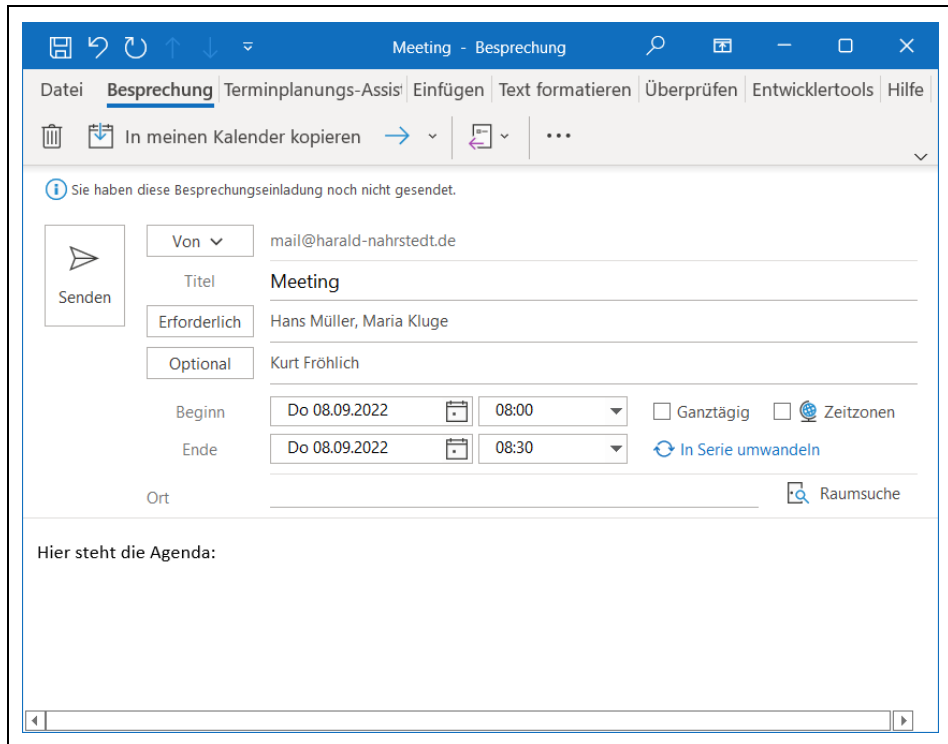 Meeting - Besprechung
Datei Besprechung Terminplanungs-Assis Einfügen Text formatieren Überprüfen Entwicklertools Hilfe
In meinen Kalender kopieren
Sie haben diese Besprechungseinladung noch nicht gesendet.
Senden
Von mail@harald-nahrstedt.de
Titel Meeting
Erforderlich Hans Müller, Maria Kluge
Optional Kurt Fröhlich
Beginn Do 08.09.2022 08:00 Ganztägig Zeitzonen
Ende Do 08.09.2022 08:30 In Serie umwandeln
Ort Raumsuche
Hier steht die Agenda: